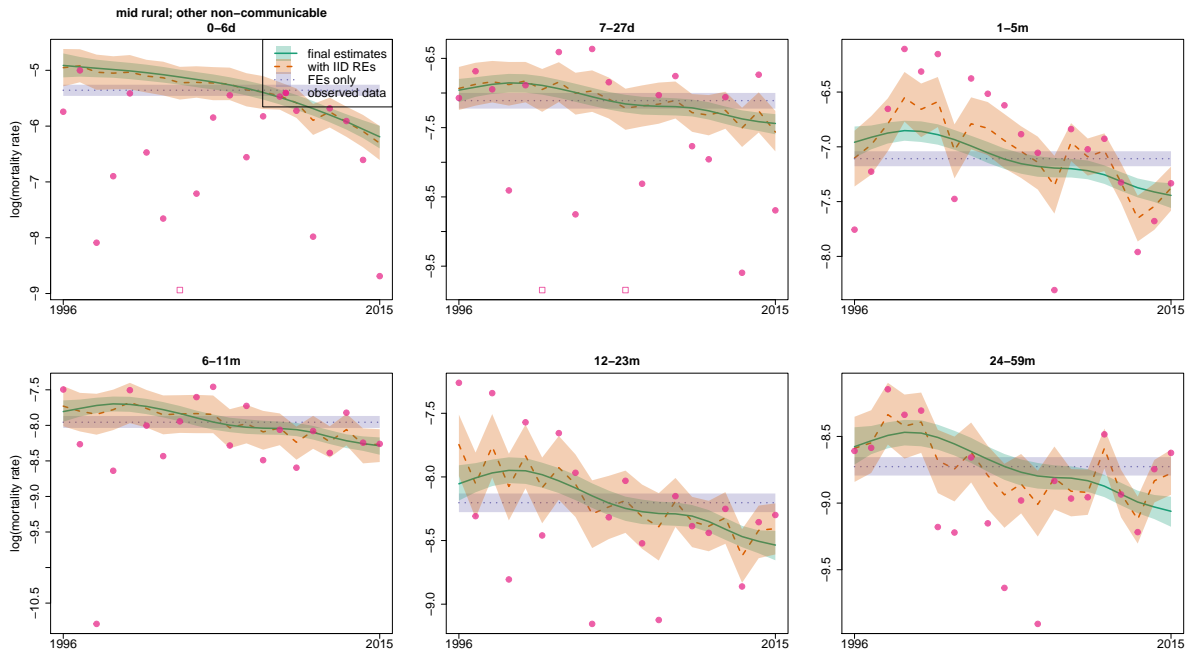 mid rural; other non−communicable
0−6d
7−27d
1−5m
final estimates
with IID REs
FEs only
observed data
log(mortality rate)
−5
−6
−7
−8
−9
1996
2015
−6.5
−7.5
−8.5
−9.5
1996
2015
−6.5
−7.0
−7.5
−8.0
1996
2015
6−11m
12−23m
24−59m
log(mortality rate)
−7.5
−8.0
−8.5
−9.0
−9.5
−10.5
1996
2015
−7.5
−8.0
−8.5
−9.0
1996
2015
−8.5
−9.0
−9.5
1996
2015